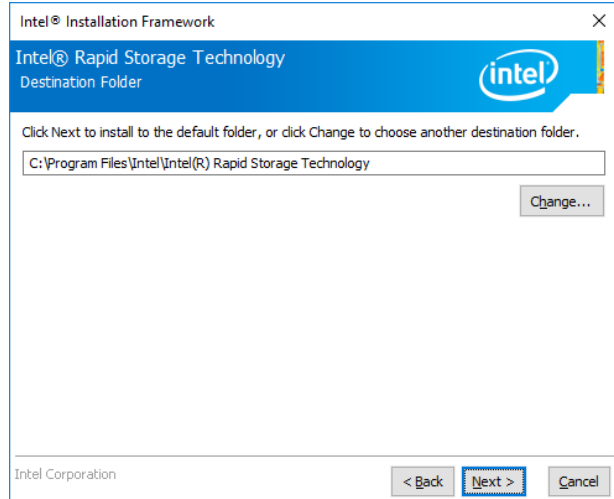 Intel® Installation Framework
Intel® Rapid Storage Technology
Destination Folder
intel
Click Next to install to the default folder, or click Change to choose another destination folder.
C:\Program Files\Intel\Intel(R) Rapid Storage Technology
Change...
Intel Corporation
< Back Next > Cancel